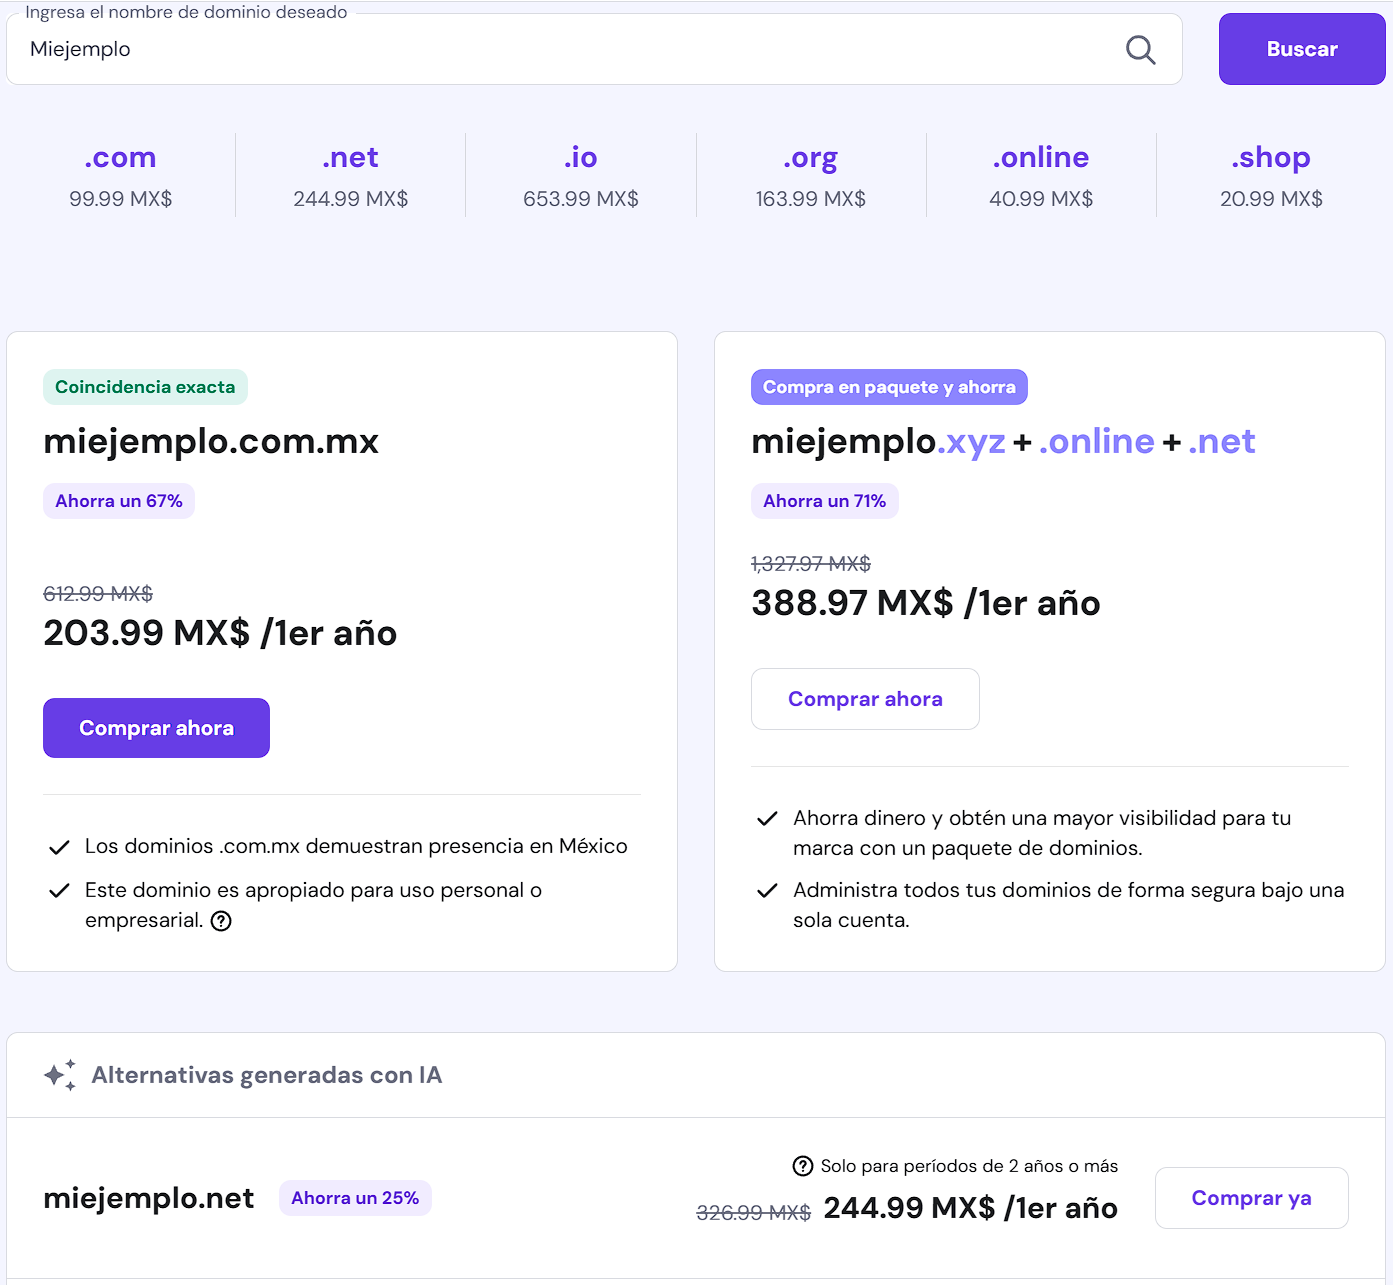 Ingresa el nombre de dominio deseado
Miejemplo
Buscar
.com
99.99 MX$
.net
244.99 MX$
.io
653.99 MX$
.org
163.99 MX$
.online
40.99 MX$
.shop
20.99 MX$
Coincidencia exacta
miejemplo.com.mx
Ahorra un 67%
612.99 MX$
203.99 MX$ /1er año
Comprar ahora
Los dominios .com.mx demuestran presencia en México
Este dominio es apropiado para uso personal o
empresarial. ?
Compra en paquete y ahorra
miejemplo.xyz + .online + .net
Ahorra un 71%
1,327.97 MX$
388.97 MX$ /1er año
Comprar ahora
Ahorra dinero y obtén una mayor visibilidad para tu
marca con un paquete de dominios.
Administra todos tus dominios de forma segura bajo una
sola cuenta.
Alternativas generadas con IA
miejemplo.net
Ahorra un 25%
? Solo para períodos de 2 años o más
326.99 MX$ 244.99 MX$ /1er año
Comprar ya